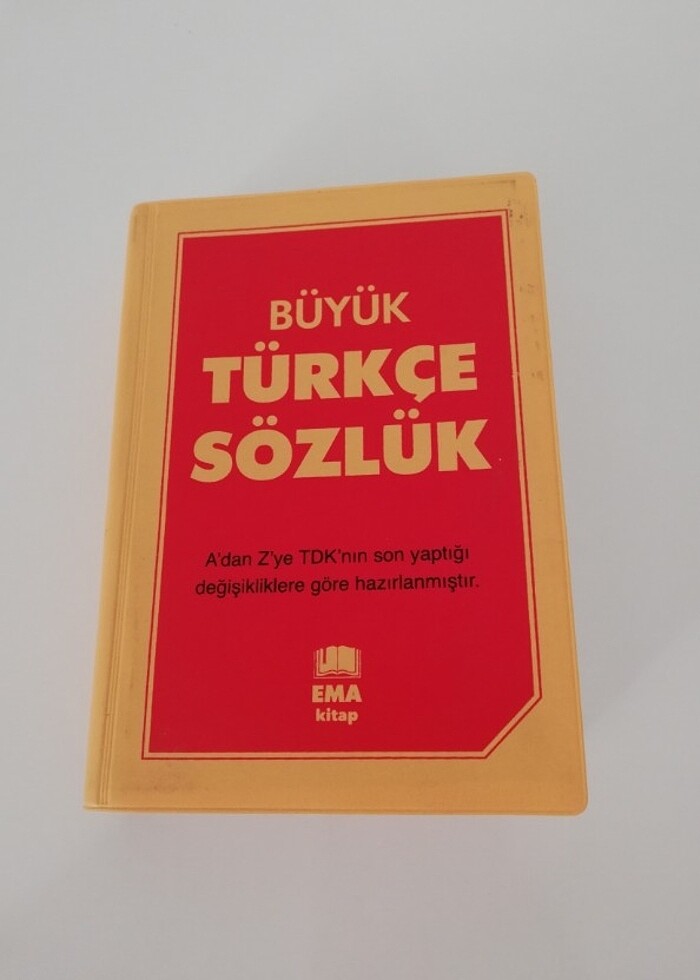 BÜYÜK
TÜRKÇE
SÖZLÜK
A'dan Z'ye TDK'nın son yaptığı
değişikliklere göre hazırlanmıştır.
EMA
kitap